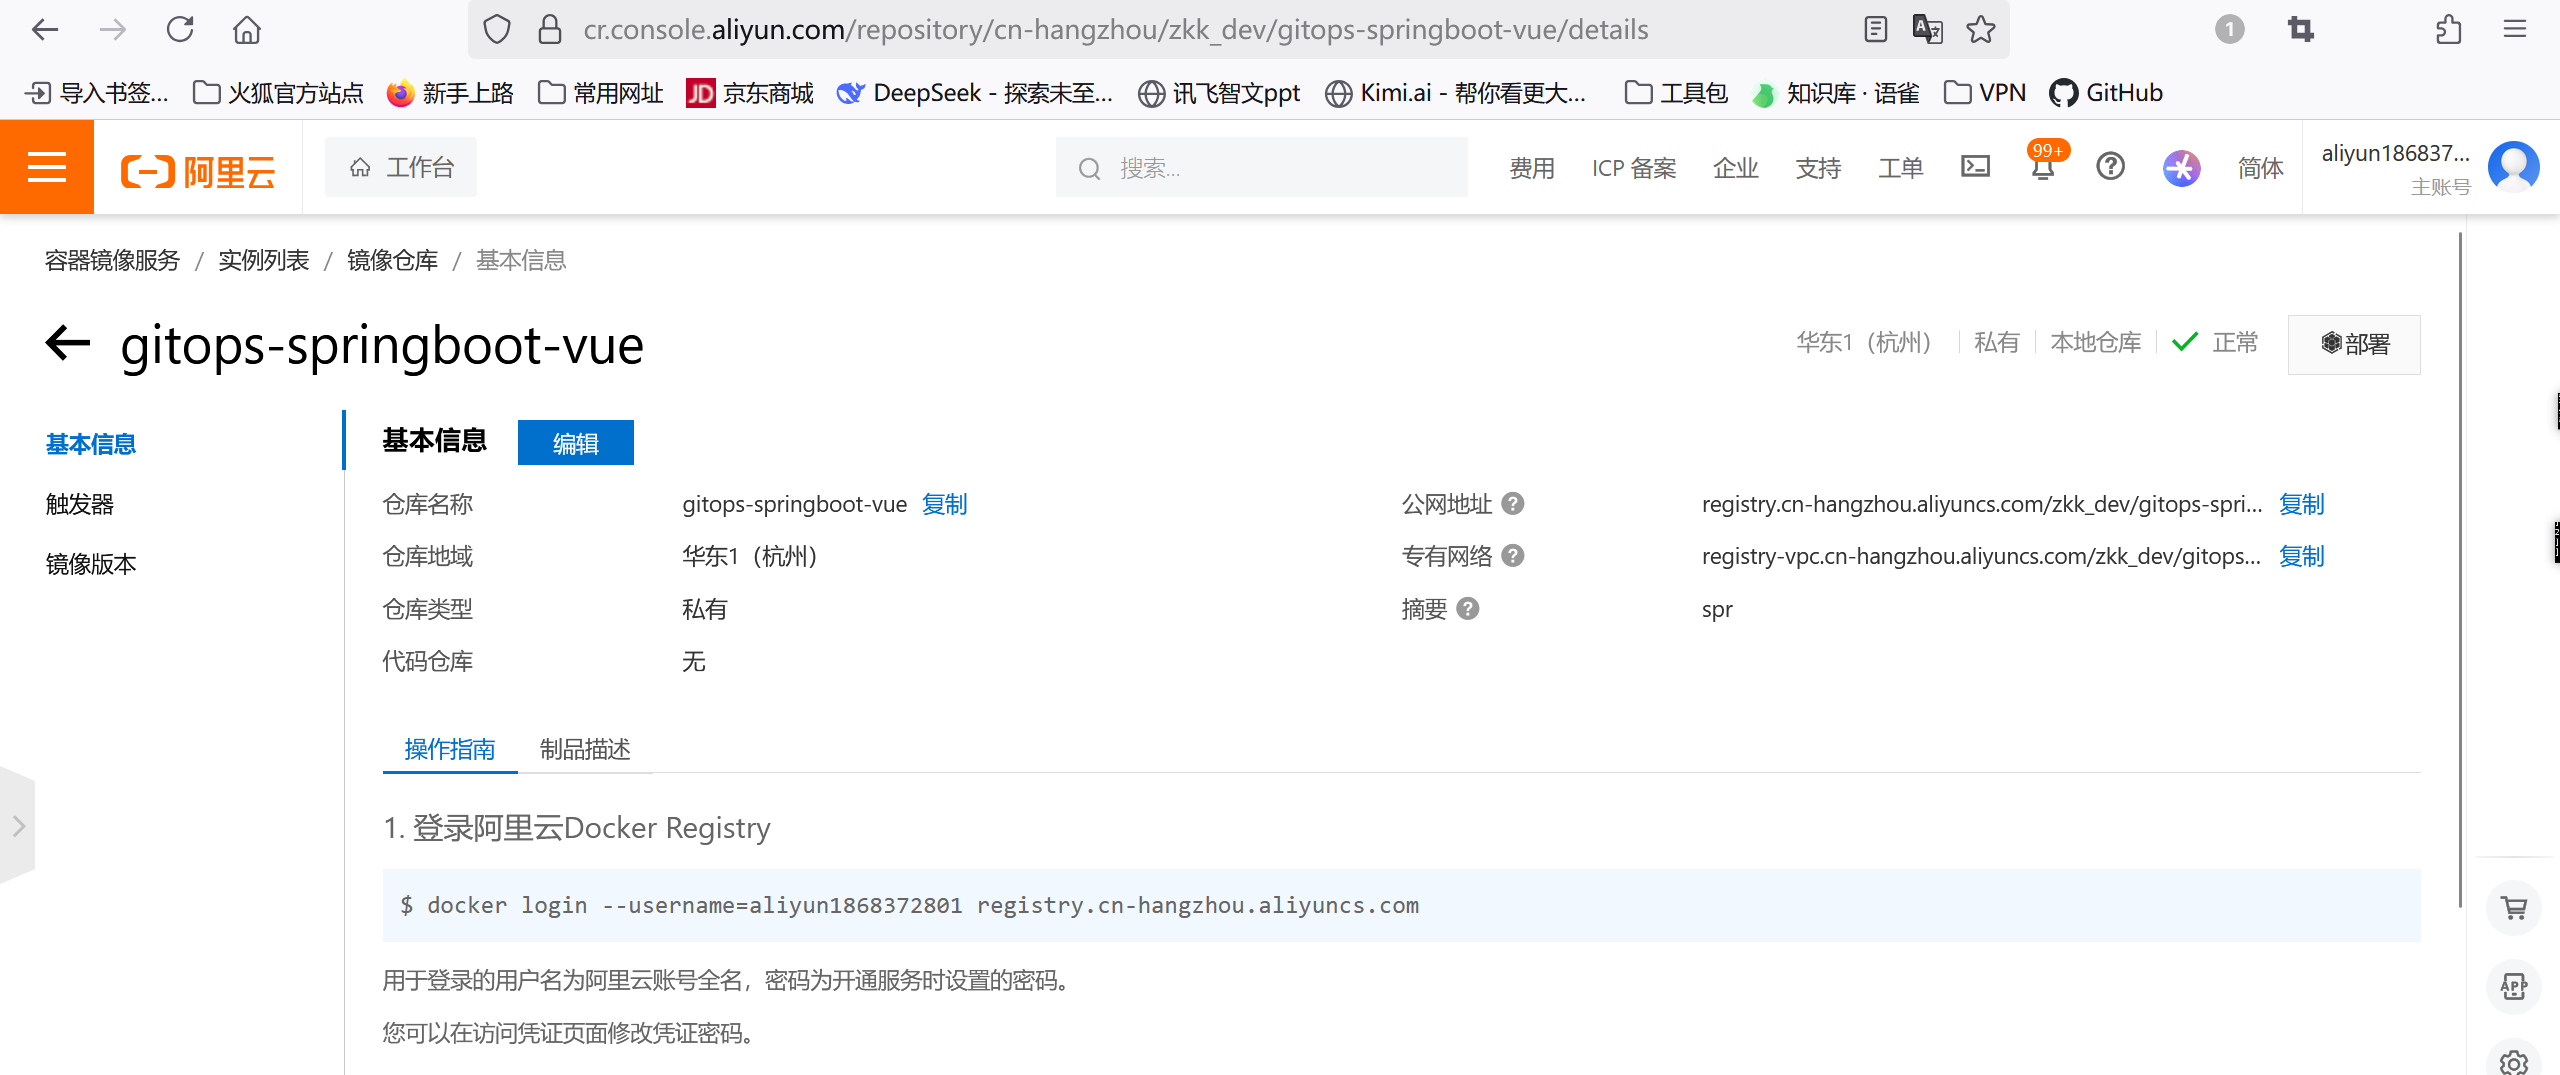 cr.console.aliyun.com/repository/cn-hangzhou/zkk_dev/gitops-springboot-vue/details
1
导入书签... 火狐官方站点 新手上路 常用网址 JD 京东商城 DeepSeek - 探索未至... 讯飞智文ppt Kimi.ai - 帮你看更大... 工具包 知识库 · 语雀 VPN GitHub
阿里云 工作台 搜索... 费用 ICP 备案 企业 支持 工单 99+ 简体 aliyun186837...
主账号
容器镜像服务 / 实例列表 / 镜像仓库 / 基本信息
gitops-springboot-vue 华东1（杭州） 私有 本地仓库 正常 部署
基本信息
触发器
镜像版本
基本信息 编辑
仓库名称 gitops-springboot-vue 复制 公网地址 registry.cn-hangzhou.aliyuncs.com/zkk_dev/gitops-spri... 复制
仓库地域 华东1（杭州） 专有网络 registry-vpc.cn-hangzhou.aliyuncs.com/zkk_dev/gitops... 复制
仓库类型 私有 摘要 spr
代码仓库 无
操作指南 制品描述
1. 登录阿里云Docker Registry
$ docker login --username=aliyun1868372801 registry.cn-hangzhou.aliyuncs.com
用于登录的用户名为阿里云账号全名，密码为开通服务时设置的密码。
您可以在访问凭证页面修改凭证密码。
APP